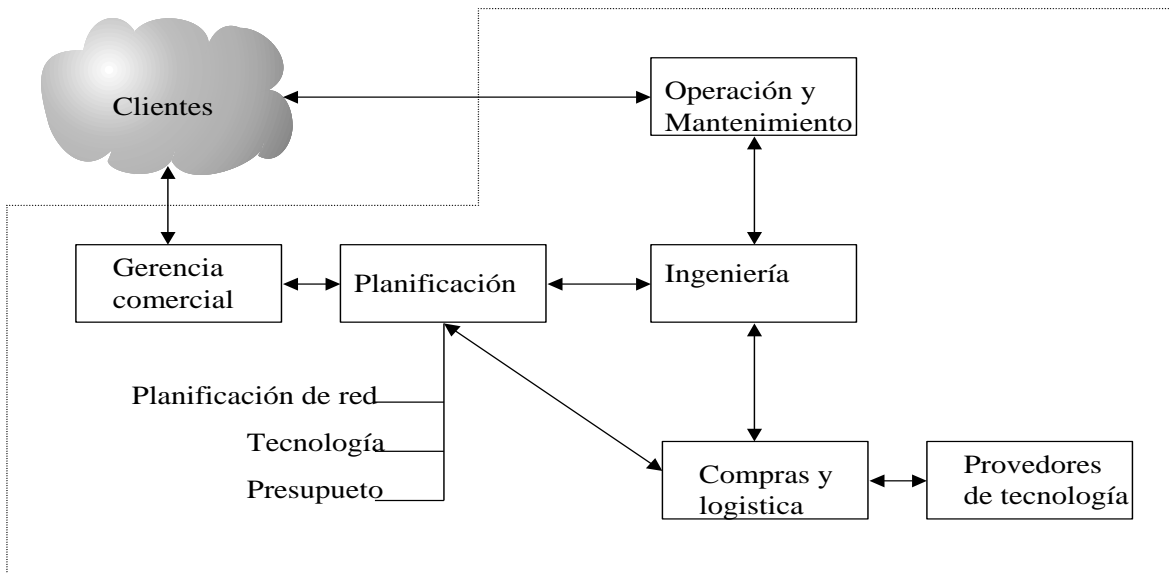 Clientes
Operación y
Mantenimiento
Gerencia
comercial
Planificación
Ingeniería
Planificación de red
Tecnología
Presupueto
Compras y
logistica
Provedores
de tecnología